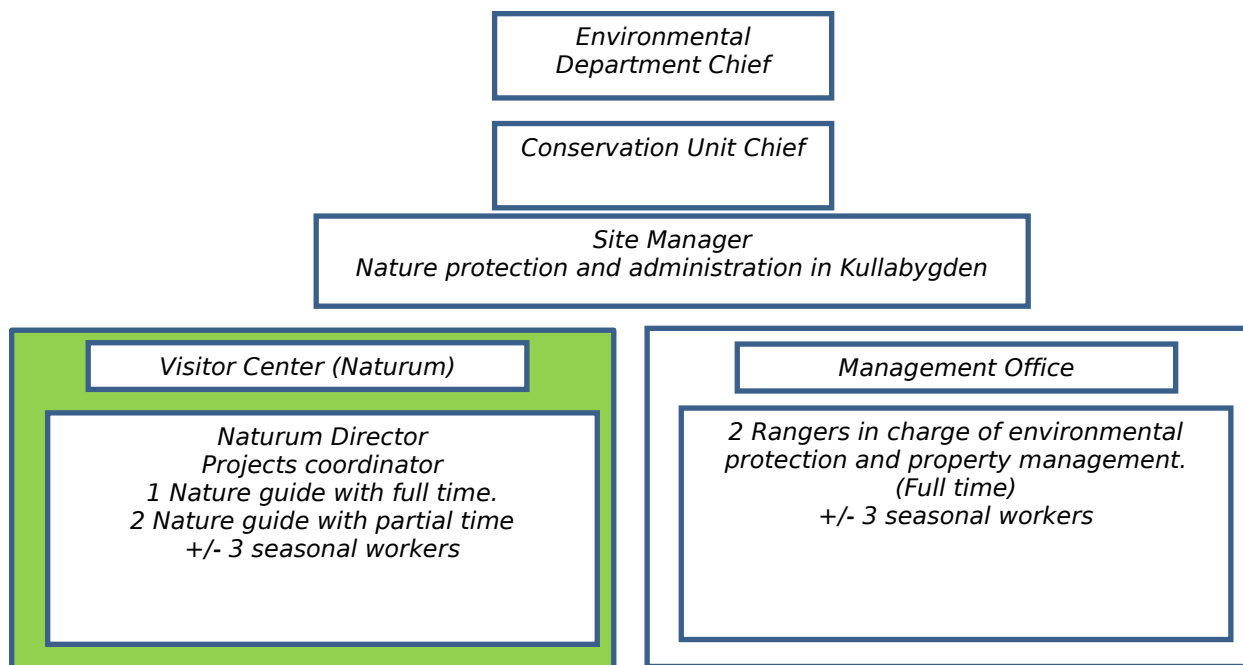 Environmental
Department Chief
Conservation Unit Chief
Site Manager
Nature protection and administration in Kullabygden
Visitor Center (Naturum)
Naturum Director
Projects coordinator
1 Nature guide with full time.
2 Nature guide with partial time
+/- 3 seasonal workers
Management Office
2 Rangers in charge of environmental
protection and property management.
(Full time)
+/- 3 seasonal workers